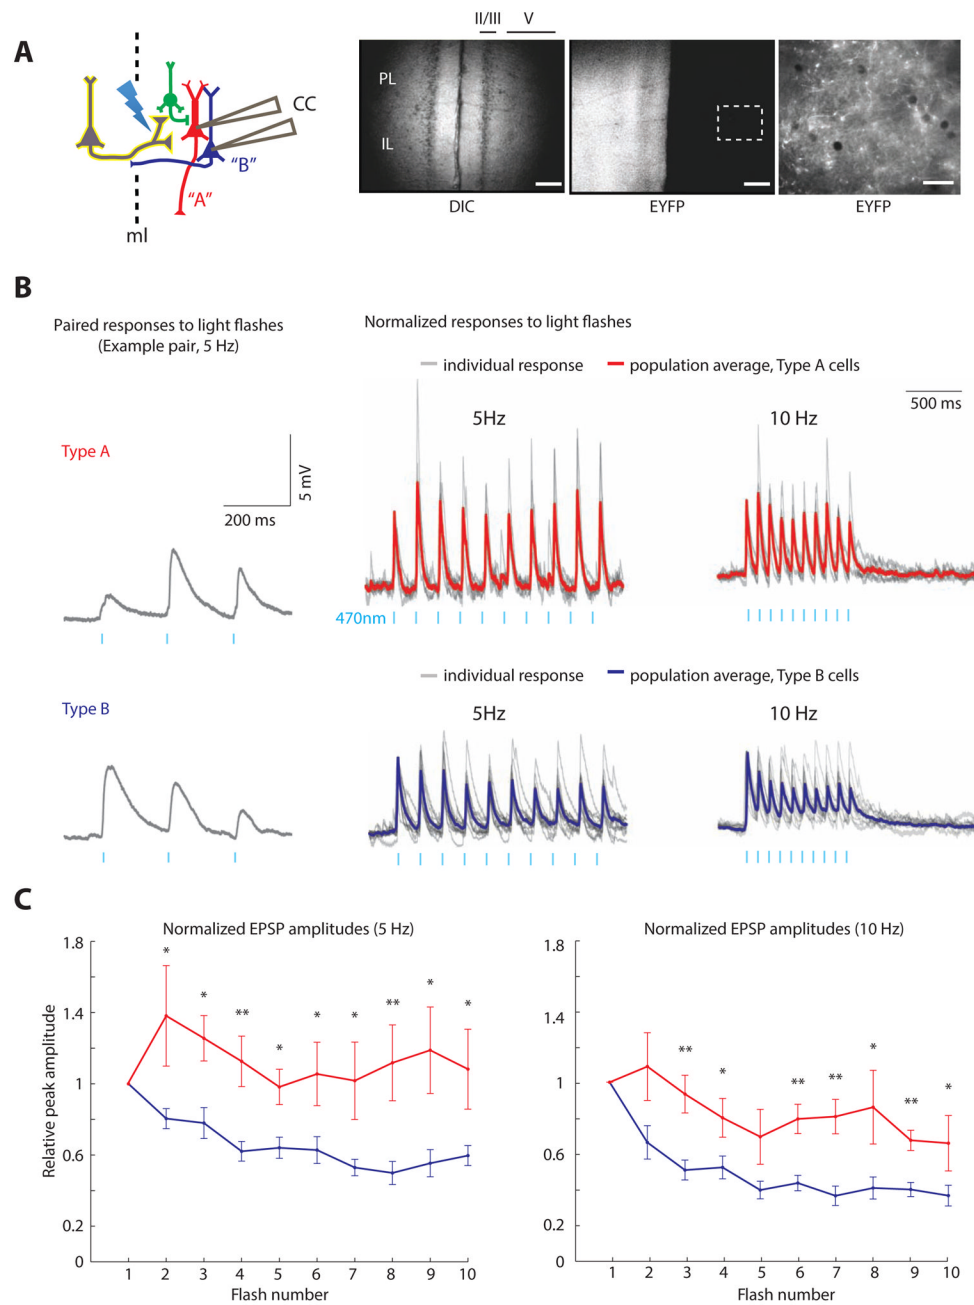 A
CC
"B"
"A"
ml
II/III
V
PL
IL
DIC
EYFP
EYFP
B
Paired responses to light flashes
(Example pair, 5 Hz)
Normalized responses to light flashes
individual response
population average, Type A cells
500 ms
5Hz
10 Hz
Type A
5 mV
200 ms
470nm
individual response
population average, Type B cells
5Hz
10 Hz
Type B
C
Normalized EPSP amplitudes (5 Hz)
Relative peak amplitude
1.8
1.4
1
0.6
0.2
0
* * ** * * * ** * *
1 2 3 4 5 6 7 8 9 10
Flash number
Normalized EPSP amplitudes (10 Hz)
1.8
1.4
1
0.6
0.2
0
** * ** ** * ** *
1 2 3 4 5 6 7 8 9 10
Flash number